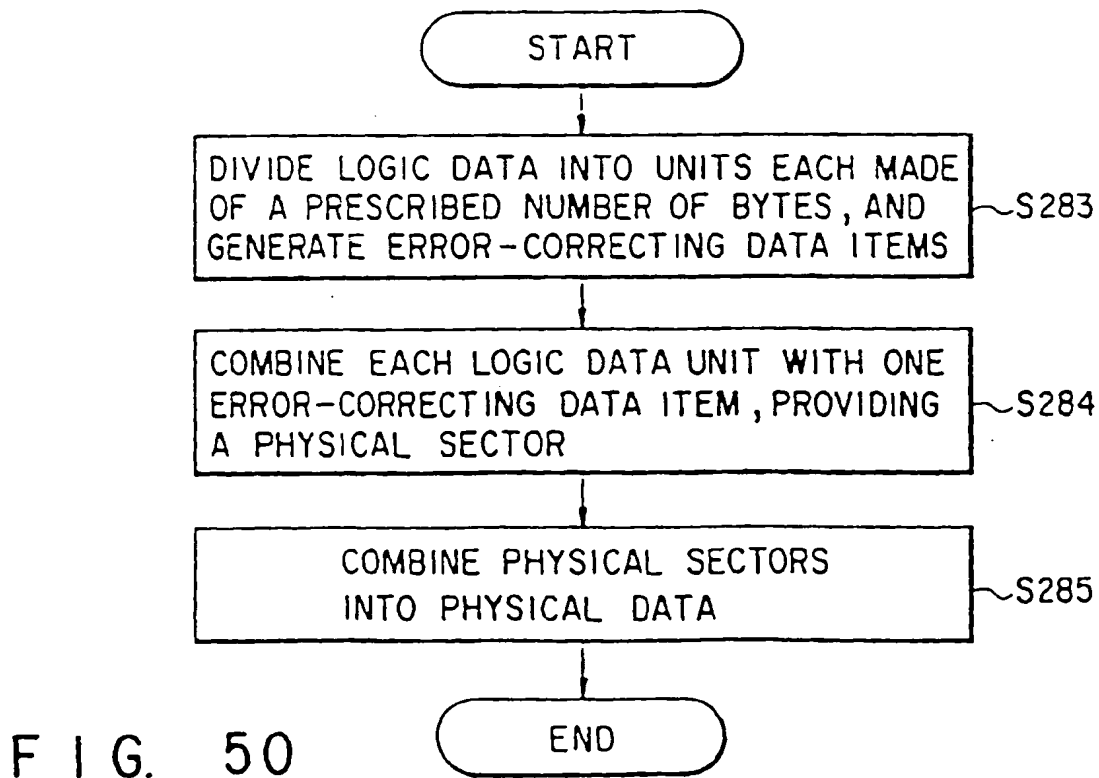 START
DIVIDE LOGIC DATA INTO UNITS EACH MADE
OF A PRESCRIBED NUMBER OF BYTES, AND
GENERATE ERROR-CORRECTING DATA ITEMS
S283
COMBINE EACH LOGIC DATA UNIT WITH ONE
ERROR-CORRECTING DATA ITEM, PROVIDING
A PHYSICAL SECTOR
S284
COMBINE PHYSICAL SECTORS
INTO PHYSICAL DATA
S285
END
FIG. 50